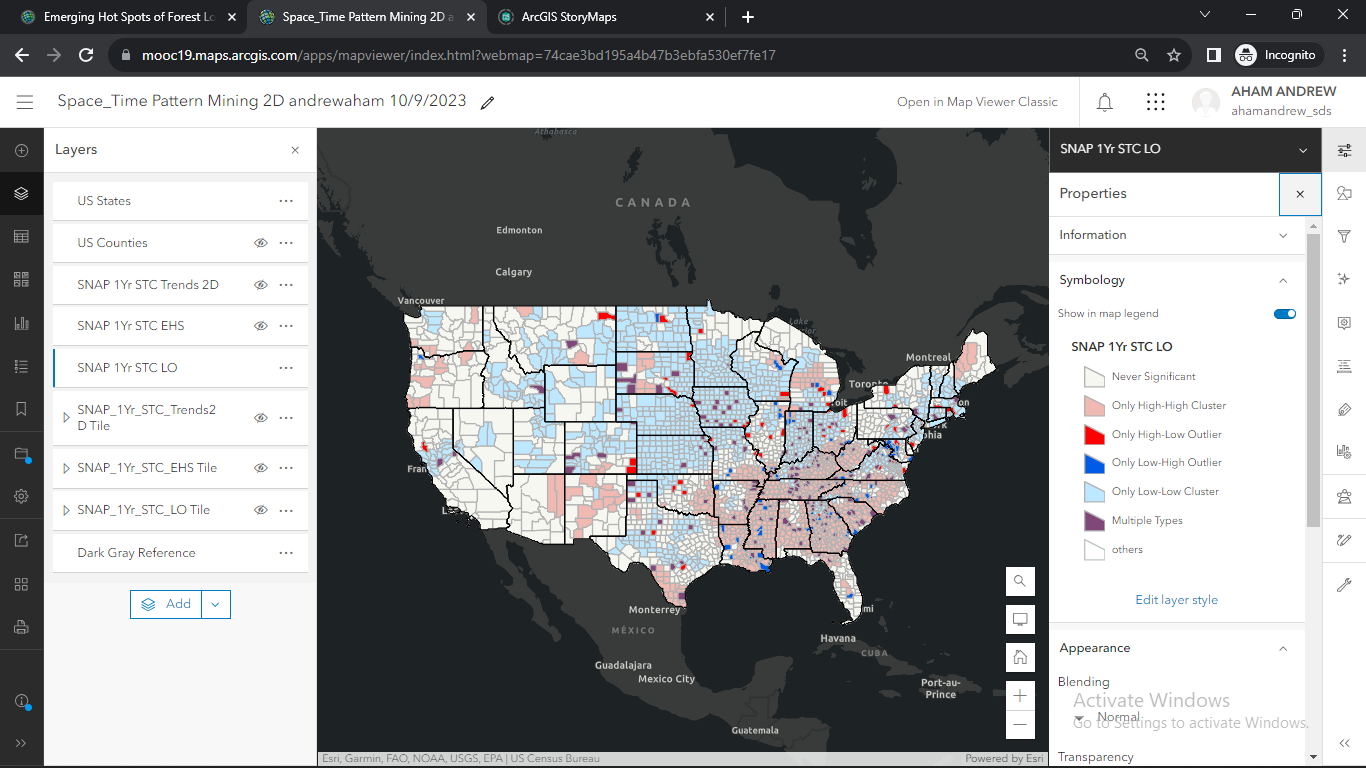 Emerging Hot Spots of Forest Lo
Space_Time Pattern Mining 2D a
ArcGIS StoryMaps
mooc19.maps.arcgis.com/apps/mapviewer/index.html?webmap=74cae3bd195a4b47b3ebfa530ef7fe17
Incognito
Space_Time Pattern Mining 2D andrewaham 10/9/2023
Open in Map Viewer Classic
AHAM ANDREW
ahamandrew_sds
Layers
US States
US Counties
SNAP 1Yr STC Trends 2D
SNAP 1Yr STC EHS
SNAP 1Yr STC LO
SNAP_1Yr_STC_Trends2
D Tile
SNAP_1Yr_STC_EHS Tile
SNAP_1Yr_STC_LO Tile
Dark Gray Reference
Add
Athabasca
CANADA
Edmonton
Calgary
Vancouver
Lake
Montreal
Toronto
oit
on
rk
phia
Fran
L
mi
Monterrey
MÉXICO
Havana
CUBA
Guadalajara
Mexico City
Port-au-
Prince
Guatemala
Esri, Garmin, FAO, NOAA, USGS, EPA | US Census Bureau
Powered by Esri
SNAP 1Yr STC LO
Properties
Information
Symbology
Show in map legend
SNAP 1Yr STC LO
Never Significant
Only High-High Cluster
Only High-Low Outlier
Only Low-High Outlier
Only Low-Low Cluster
Multiple Types
others
Edit layer style
Appearance
Blending
Normal
Transparency
Activate Windows
Go to Settings to activate Windows.